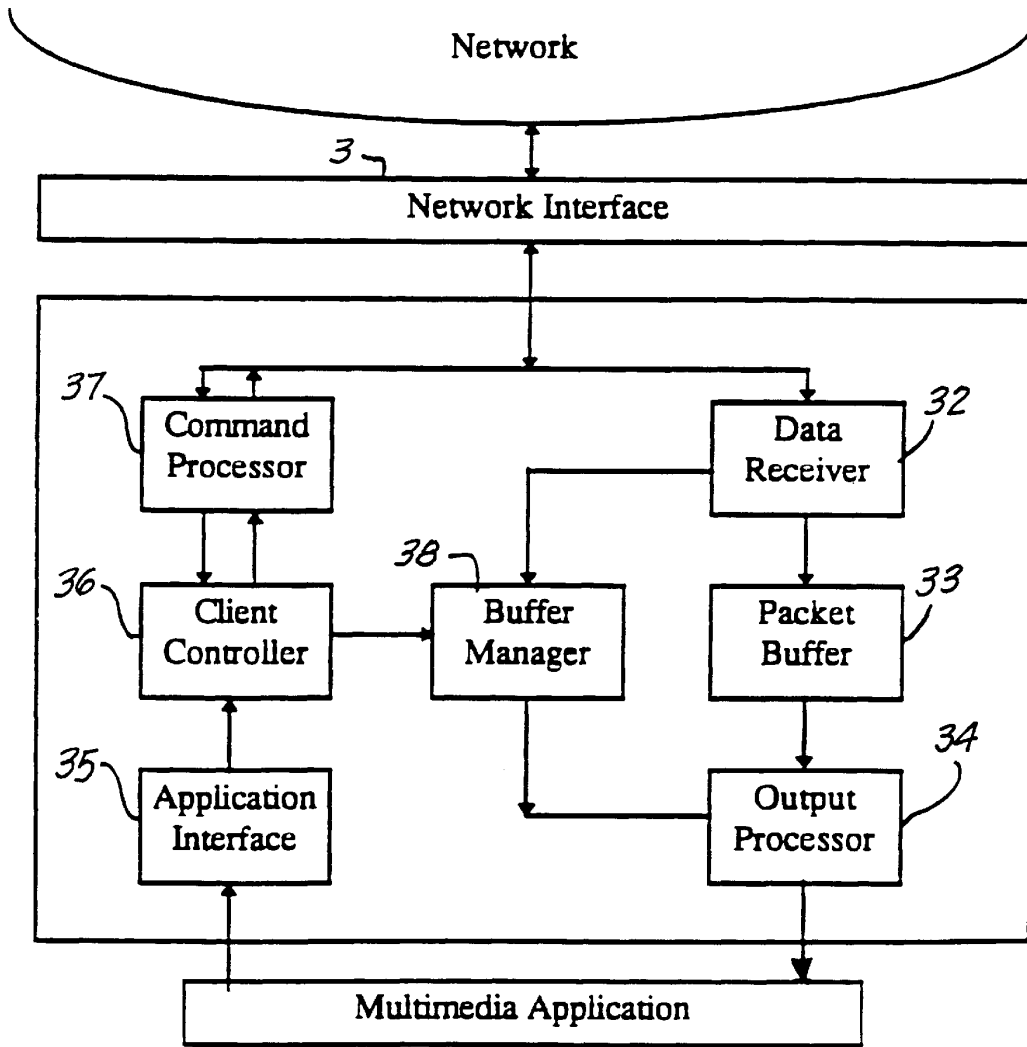 Network
3
Network Interface
37
Command
Processor
32
Data
Receiver
36
Client
Controller
38
Buffer
Manager
33
Packet
Buffer
35
Application
Interface
34
Output
Processor
Multimedia Application